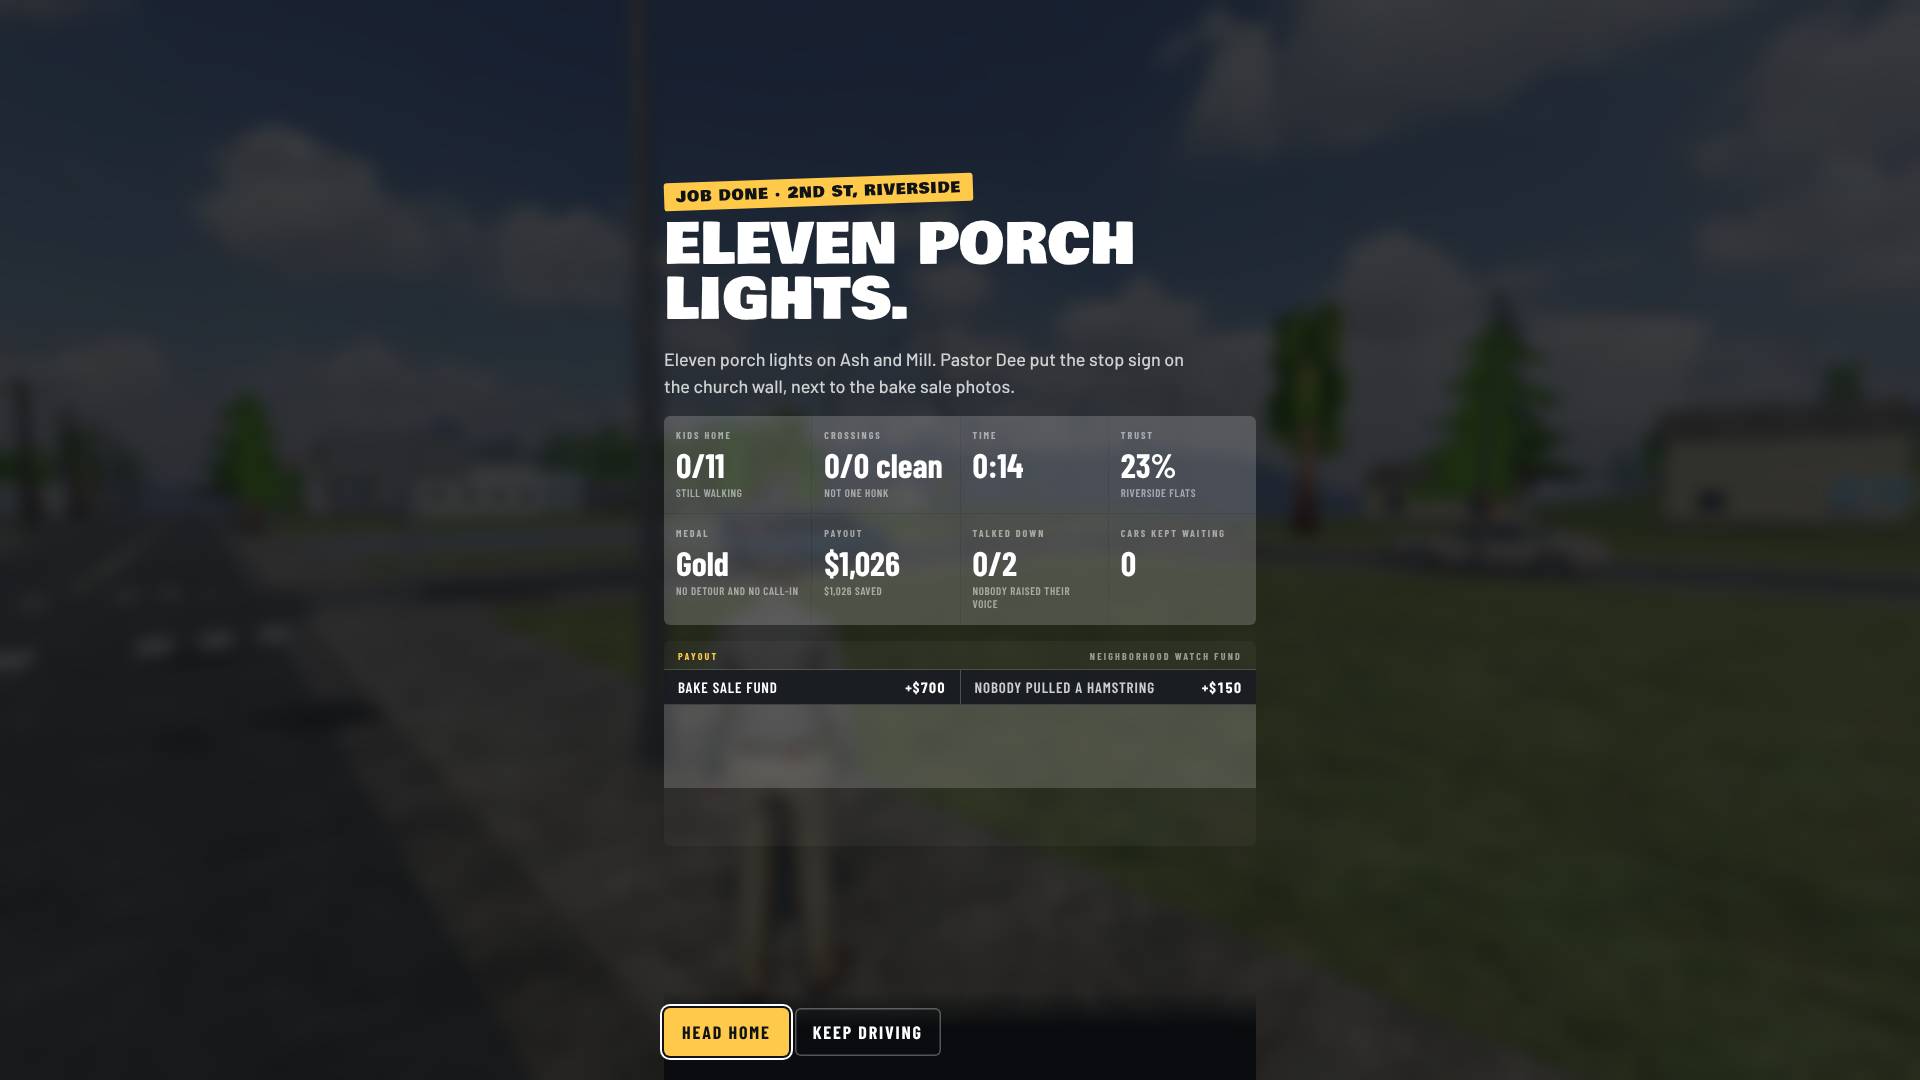 JOB DONE · 2ND ST, RIVERSIDE
ELEVEN PORCH
LIGHTS.
Eleven porch lights on Ash and Mill. Pastor Dee put the stop sign on
the church wall, next to the bake sale photos.
KIDS HOME
0/11
STILL WALKING
CROSSINGS
0/0 clean
NOT ONE HONK
TIME
0:14
TRUST
23%
RIVERSIDE FLATS
MEDAL
Gold
NO DETOUR AND NO CALL-IN
PAYOUT
$1,026
$1,026 SAVED
TALKED DOWN
0/2
NOBODY RAISED THEIR
VOICE
CARS KEPT WAITING
0
PAYOUT NEIGHBORHOOD WATCH FUND
BAKE SALE FUND +$700 NOBODY PULLED A HAMSTRING +$150
HEAD HOME KEEP DRIVING